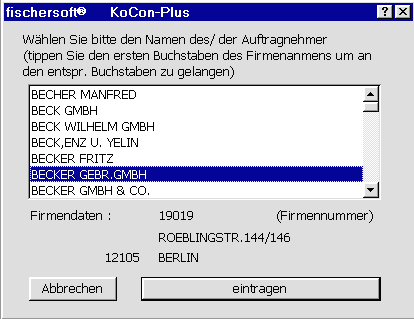 fischersoft® KoCon-Plus
Wählen Sie bitte den Namen des/ der Auftragnehmer
(tippen Sie den ersten Buchstaben des Firmenanmens um an
den entspr. Buchstaben zu gelangen)
BECHER MANFRED
BECK GMBH
BECK WILHELM GMBH
BECK,ENZ U. YELIN
BECKER FRITZ
BECKER GEBR.GMBH
BECKER GMBH & CO.
Firmendaten : 19019 (Firmennummer)
ROEBLINGSTR.144/146
12105 BERLIN
Abbrechen eintragen